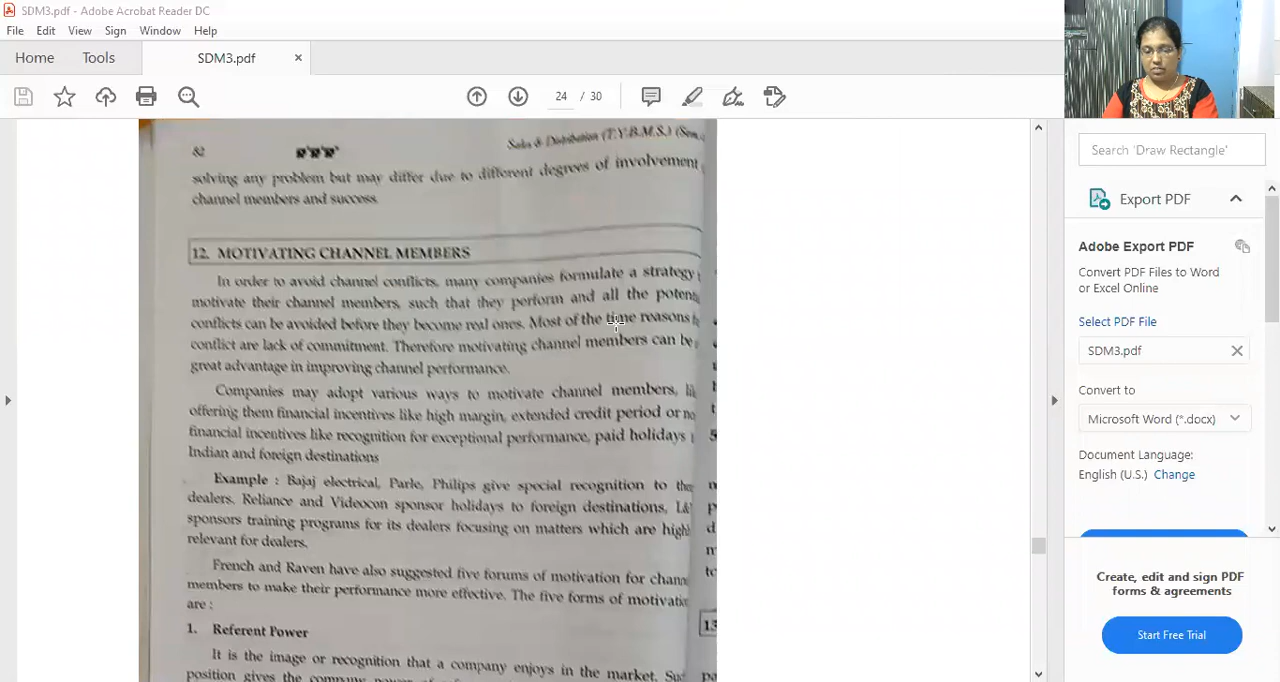 SDM3.pdf - Adobe Acrobat Reader DC
File Edit View Sign Window Help
Home Tools SDM3.pdf ×
24 / 30
82
Sales & Distribution (T.Y.B.M.S.)
solving any problem but may differ due to different degrees of involvement
channel members and success.
12. MOTIVATING CHANNEL MEMBERS
In order to avoid channel conflicts, many companies formulate a strategy
motivate their channel members, such that they perform and all the poten
conflicts can be avoided before they become real ones. Most of the time reasons
conflict are lack of commitment. Therefore motivating channel members can be
great advantage in improving channel performance.
Companies may adopt various ways to motivate channel members, li
offering them financial incentives like high margin, extended credit period or no
financial incentives like recognition for exceptional performance, paid holidays
Indian and foreign destinations
Example : Bajaj electrical, Parle, Philips give special recognition to the
dealers. Reliance and Videocon sponsor holidays to foreign destinations, L&
sponsors training programs for its dealers focusing on matters which are high
relevant for dealers.
French and Raven have also suggested five forums of motivation for chann
members to make their performance more effective. The five forms of motivati
are :
1. Referent Power
It is the image or recognition that a company enjoys in the market. Suc
position gives the company power of
Search 'Draw Rectangle'
Export PDF
Adobe Export PDF
Convert PDF Files to Word
or Excel Online
Select PDF File
SDM3.pdf
Convert to
Microsoft Word (*.docx)
Document Language:
English (U.S.) Change
Create, edit and sign PDF
forms & agreements
Start Free Trial